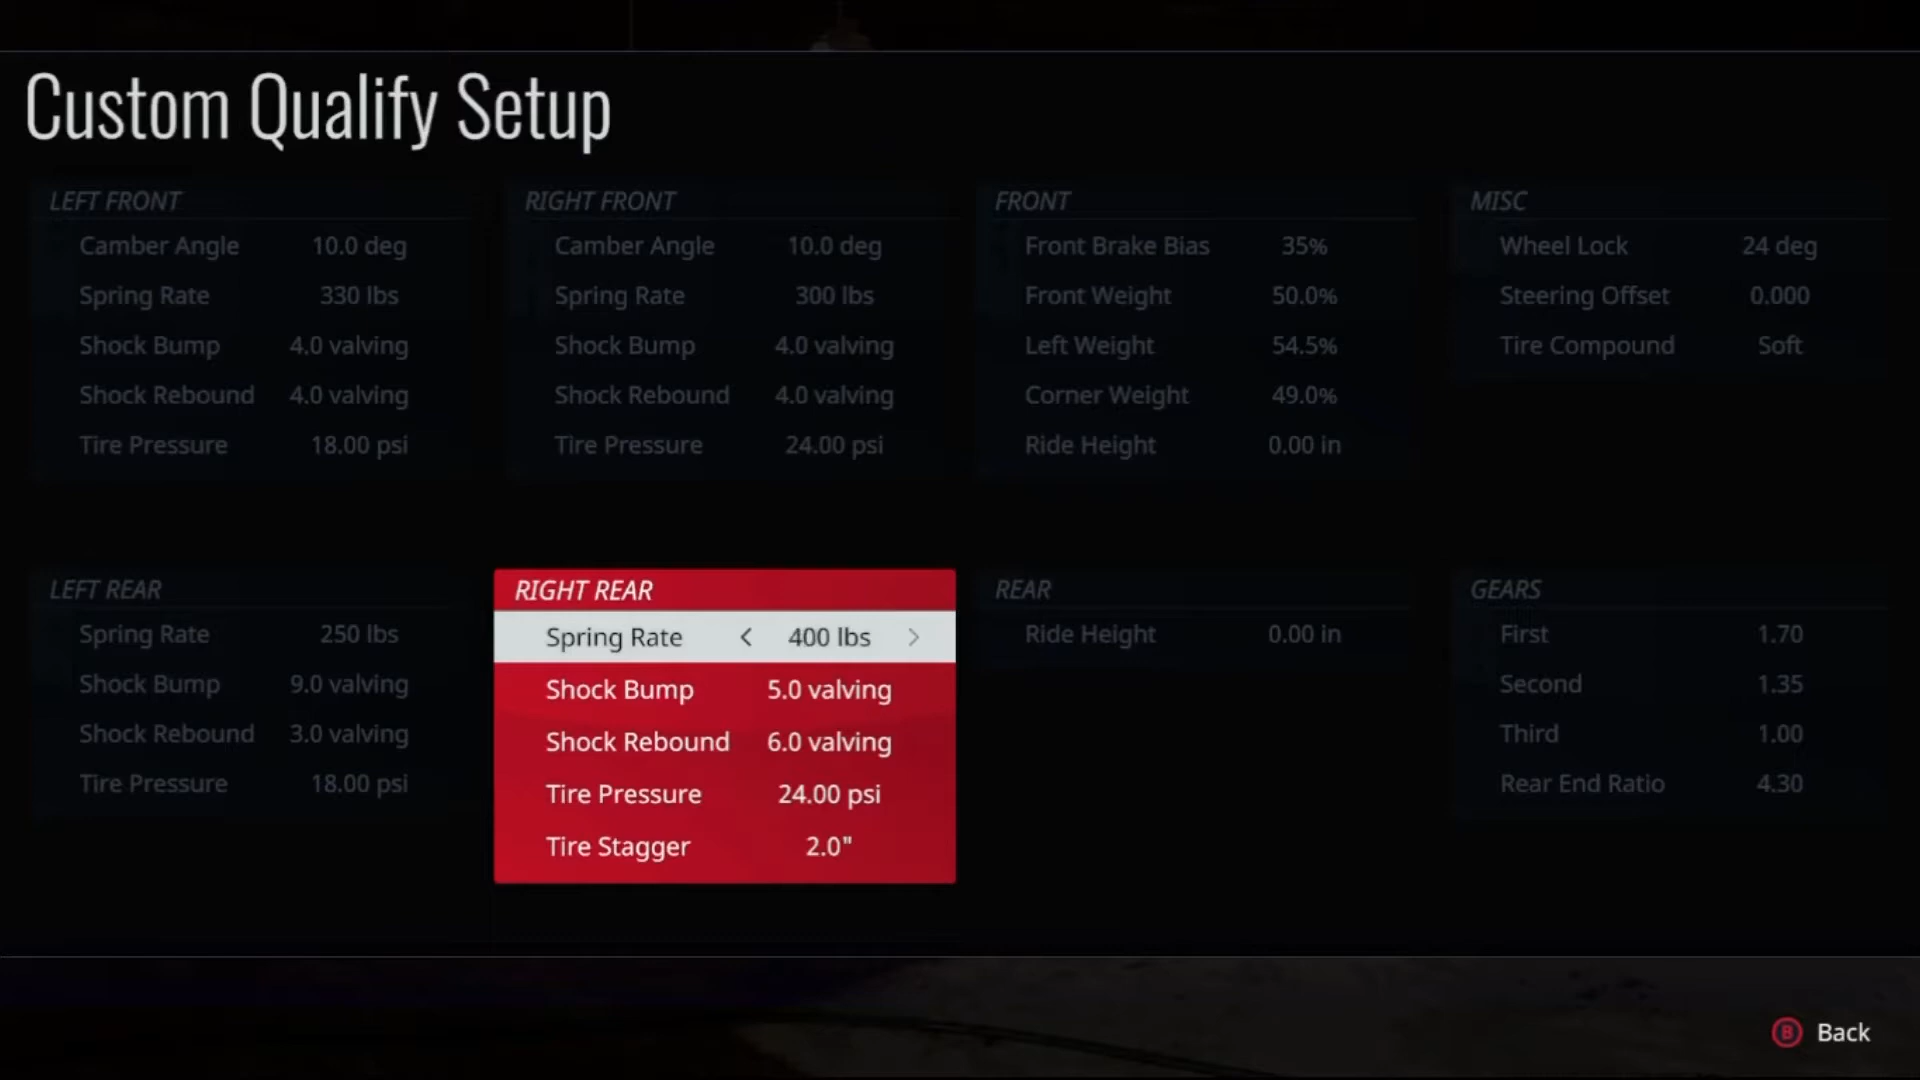 Custom Qualify Setup
LEFT FRONT
Camber Angle 10.0 deg
Spring Rate 330 lbs
Shock Bump 4.0 valving
Shock Rebound 4.0 valving
Tire Pressure 18.00 psi
RIGHT FRONT
Camber Angle 10.0 deg
Spring Rate 300 lbs
Shock Bump 4.0 valving
Shock Rebound 4.0 valving
Tire Pressure 24.00 psi
FRONT
Front Brake Bias 35%
Front Weight 50.0%
Left Weight 54.5%
Corner Weight 49.0%
Ride Height 0.00 in
MISC
Wheel Lock 24 deg
Steering Offset 0.000
Tire Compound Soft
LEFT REAR
Spring Rate 250 lbs
Shock Bump 9.0 valving
Shock Rebound 3.0 valving
Tire Pressure 18.00 psi
RIGHT REAR
Spring Rate < 400 lbs >
Shock Bump 5.0 valving
Shock Rebound 6.0 valving
Tire Pressure 24.00 psi
Tire Stagger 2.0"
REAR
Ride Height 0.00 in
GEARS
First 1.70
Second 1.35
Third 1.00
Rear End Ratio 4.30
B Back